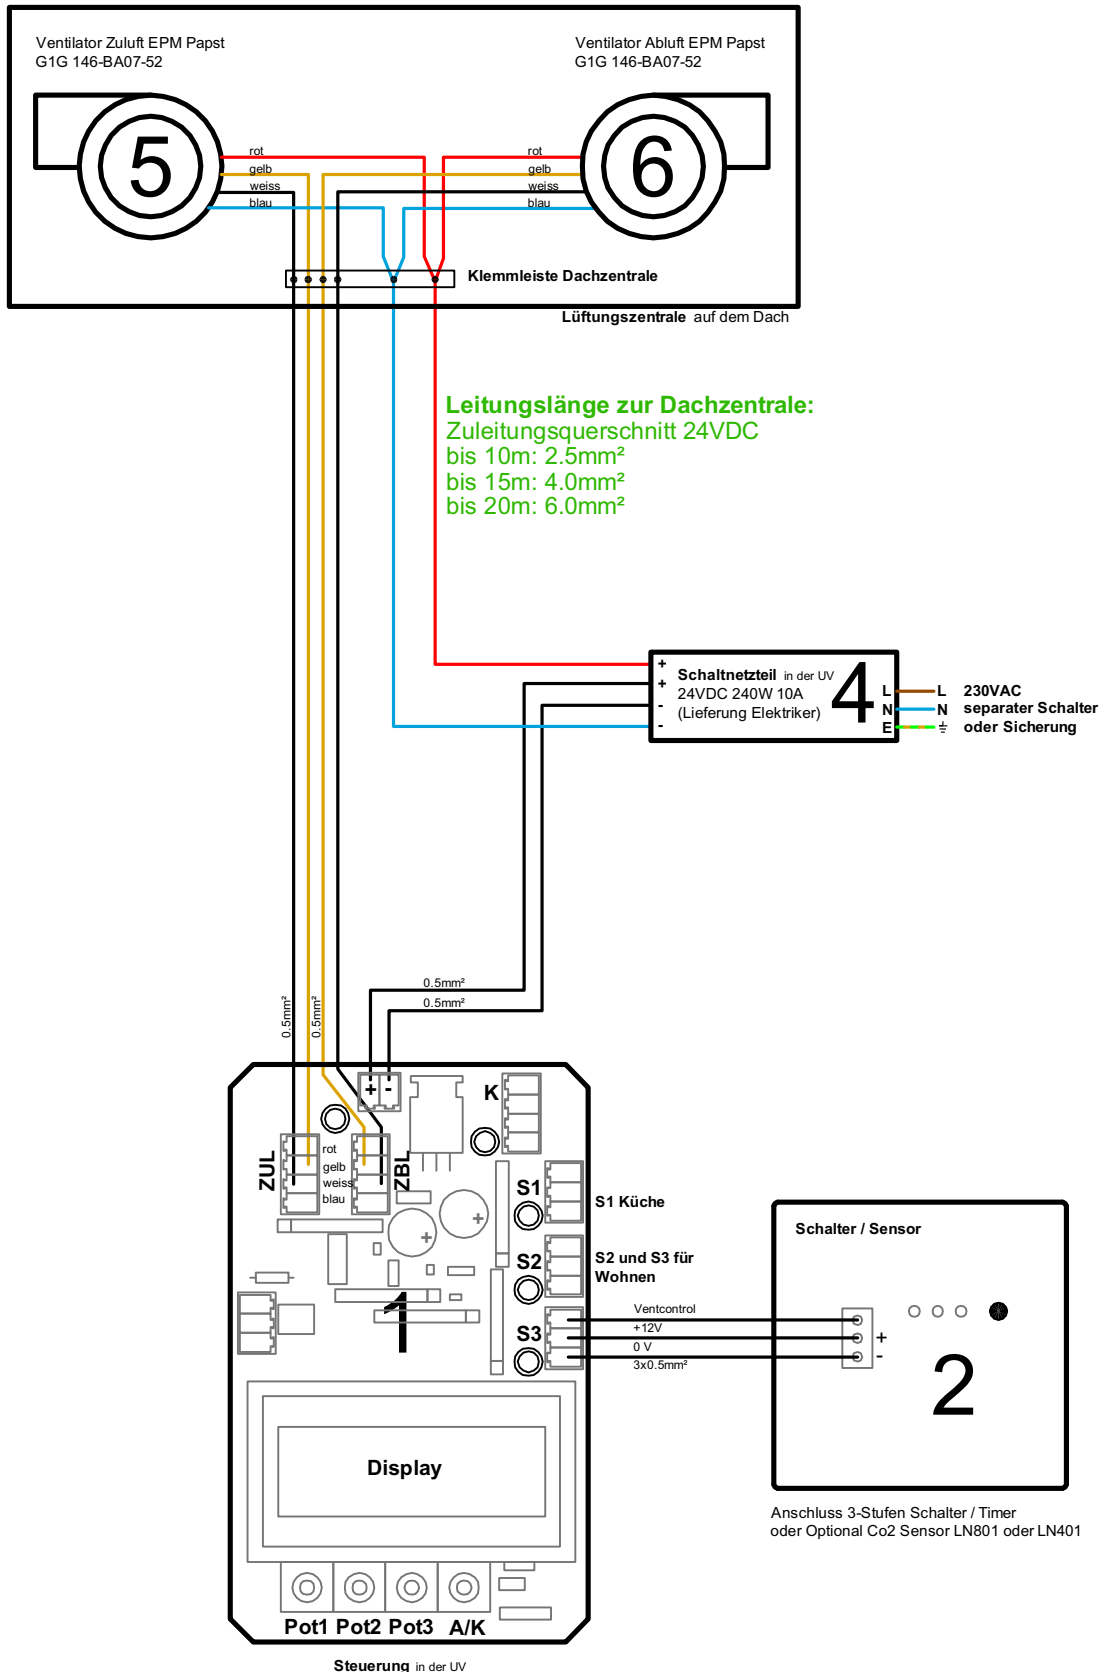 Ventilator Zuluft EPM Papst
G1G 146-BA07-52
Ventilator Abluft EPM Papst
G1G 146-BA07-52
5
6
rot
gelb
weiss
blau
rot
gelb
weiss
blau
Klemmleiste Dachzentrale
Lüftungszentrale auf dem Dach
Leitungslänge zur Dachzentrale:
Zuleitungsquerschnitt 24VDC
bis 10m: 2.5mm²
bis 15m: 4.0mm²
bis 20m: 6.0mm²
+
+
-
-
Schaltnetzteil in der UV
24VDC 240W 10A
(Lieferung Elektriker)
4
L
N
E
L
N
230VAC
separater Schalter
oder Sicherung
0.5mm²
0.5mm²
0.5mm²
0.5mm²
+ -
K
ZUL
rot
gelb
weiss
blau
ZBL
S1
S1 Küche
+
+
S2
S2 und S3 für
Wohnen
1
S3
Ventcontrol
+12V
0 V
3x0.5mm²
Schalter / Sensor
+
-
2
Display
Anschluss 3-Stufen Schalter / Timer
oder Optional Co2 Sensor LN801 oder LN401
Pot1 Pot2 Pot3 A/K
Steuerung in der UV